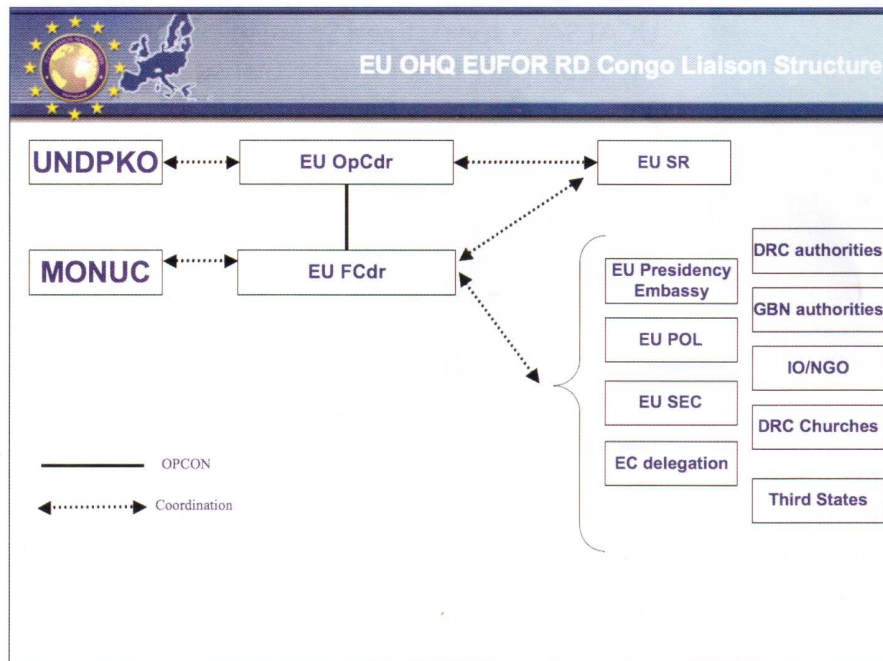 EU OHQ EUFOR RD Congo Liaison Structure
UNDPKO
EU OpCdr
EU SR
MONUC
EU FCdr
EU Presidency
Embassy
EU POL
EU SEC
EC delegation
DRC authorities
GBN authorities
IO/NGO
DRC Churches
Third States
OPCON
Coordination